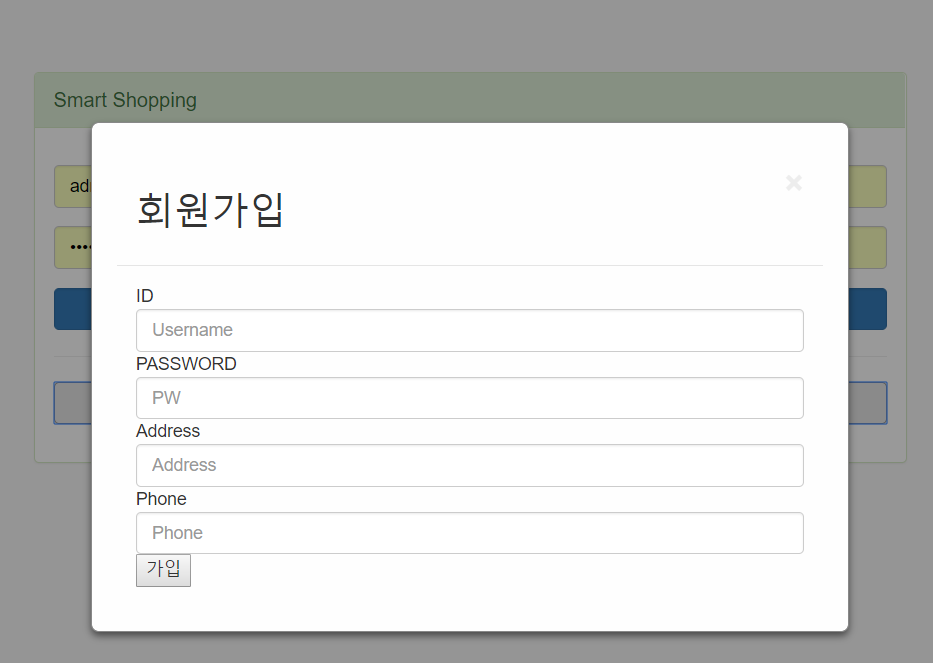 Smart Shopping
회원가입
×
ID
Username
PASSWORD
PW
Address
Address
Phone
Phone
가입